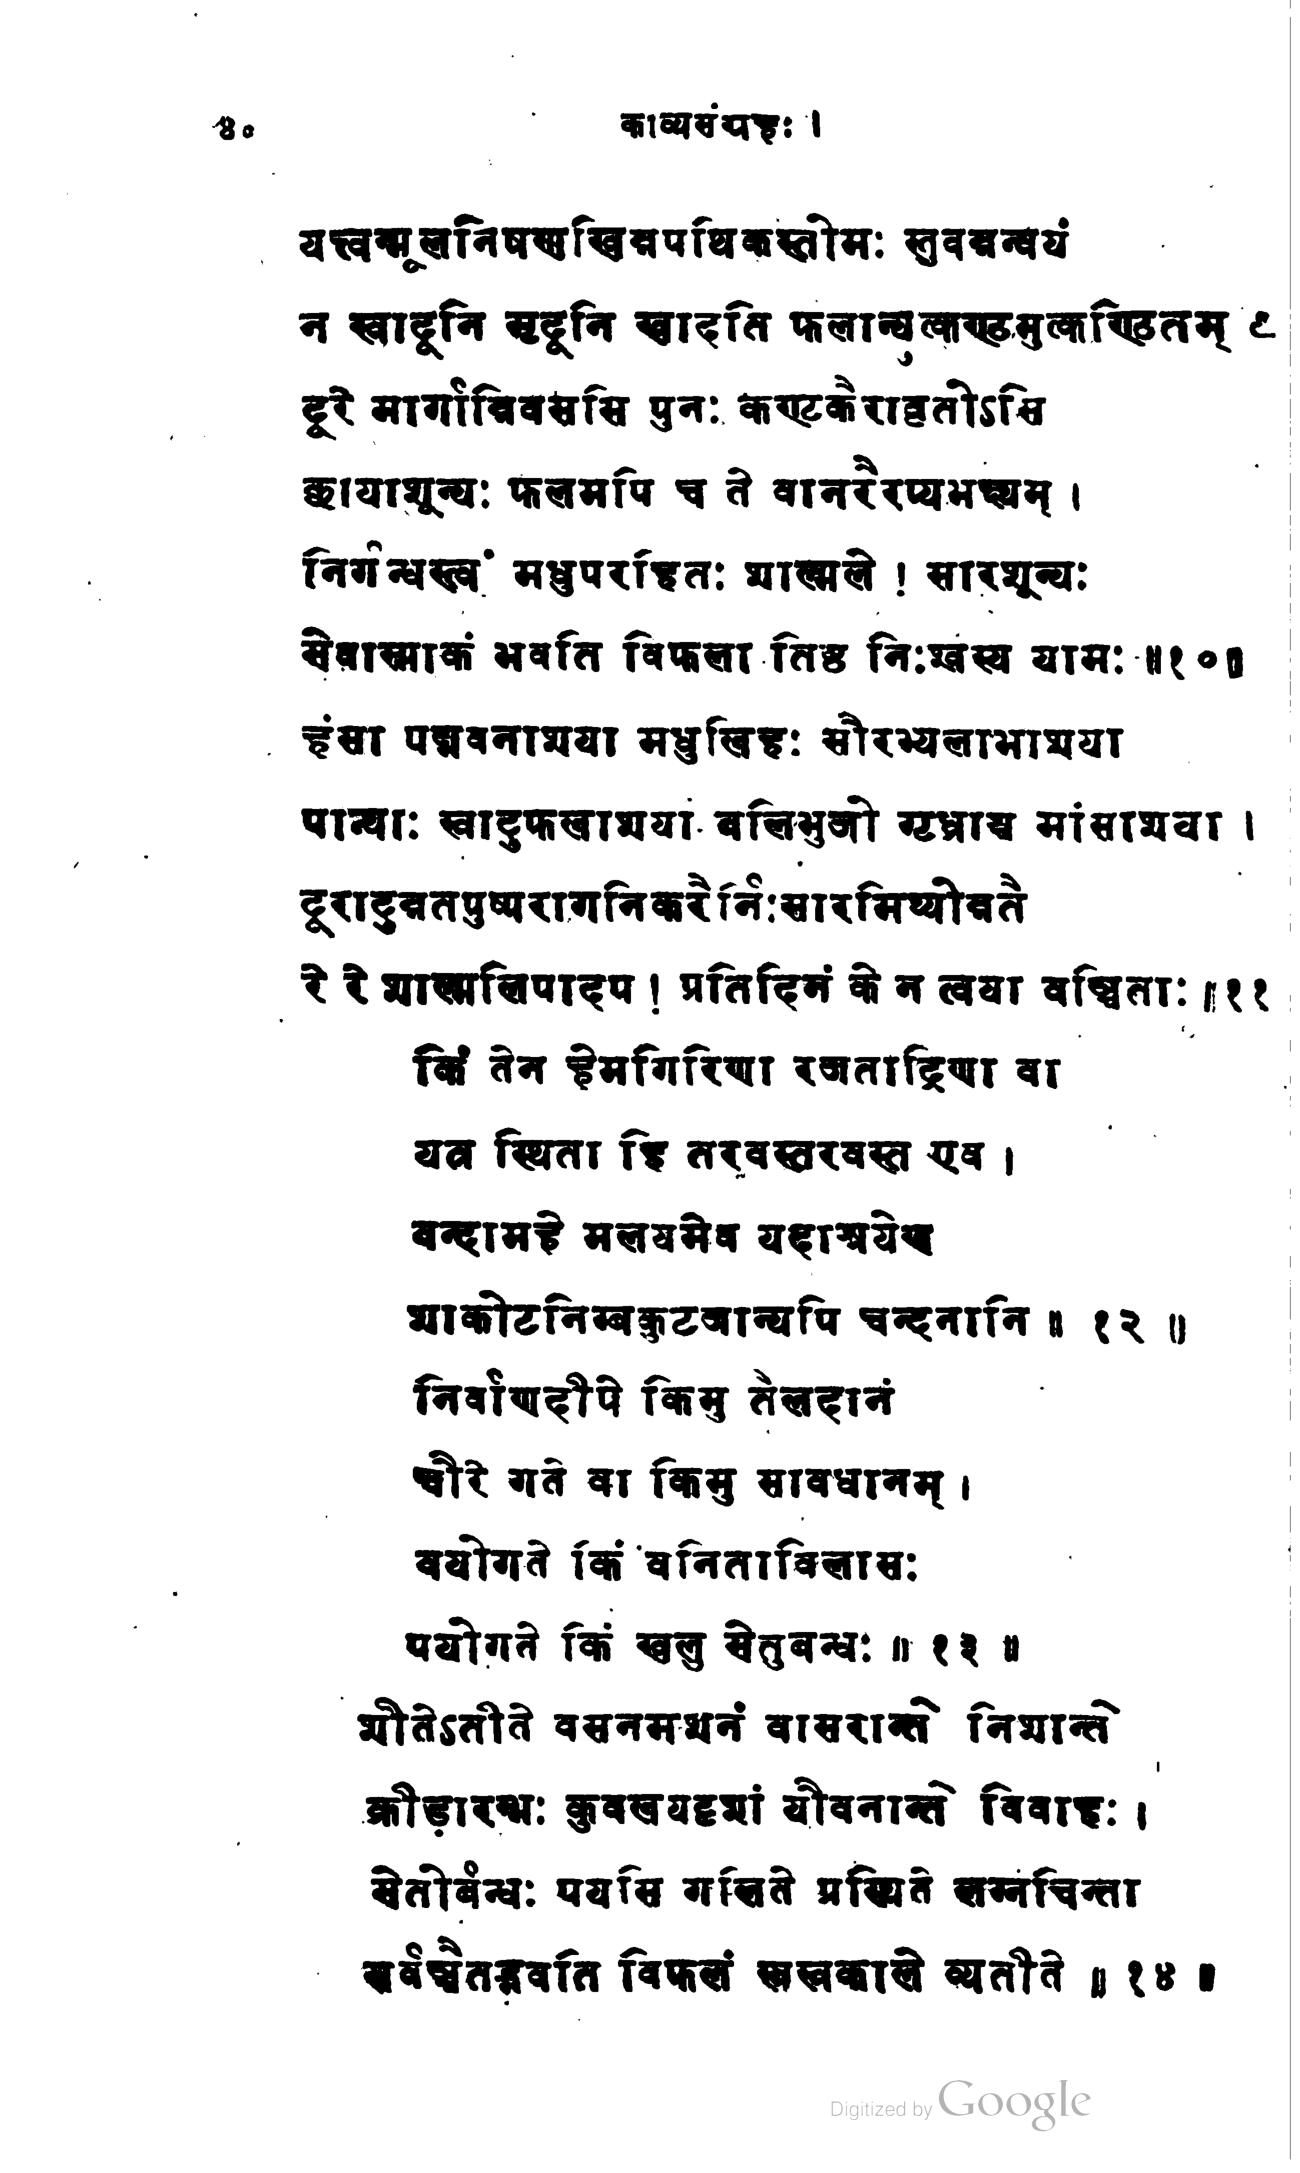 ४० काव्यसंग्रहः ।
यत्त्वन्मूलनिषणखिन्नपथिकस्तोमः स्तुवन्नन्वयं
न स्वादूनि मृदूनि खादति फलान्युत्कण्ठमुत्कण्ठितम् ९
दूरे मार्गान्निवससि पुनः कण्टकैरावृतोऽसि
छायाशून्यः फलमपि च ते वानरैरप्यभक्ष्यम् ।
निर्गन्धस्त्वं मधुपरहितः शाल्मले ! सारशून्यः
सेवास्माकं भवति विफला तिष्ठ निःश्वस्य यामः ॥१०॥
हंसा पद्मवनाशया मधुलिहः सौरभ्यलाभाशया
पान्थाः स्वादुफलाशया बलिभुजो गृध्राश्च मांसाशया ।
दूरादुन्नतपुष्परागनिकरैर्निःसारमिथ्योन्नतै
रे रे शाल्मलिपादप ! प्रतिदिनं के न त्वया वञ्चिताः ॥११
किं तेन हेमगिरिणा रजताद्रिणा वा
यत्र स्थिता हि तरवस्तरवस्त एव ।
वन्दामहे मलयमेव यदाश्रयेण
शाकोटनिम्बकुटजान्यपि चन्दनानि ॥ १२ ॥
निर्वाणदीपे किमु तैलदानं
चौरे गते वा किमु सावधानम् ।
वयोगते किं वनिताविलासः
पयोगते किं खलु सेतुबन्धः ॥ १३ ॥
शीतेऽतीते वसनमशनं वासरान्ते निशान्ते
क्रीडारम्भः कुवलयदृशां यौवनान्ते विवाहः ।
सेतोर्बन्धः पयसि गलिते प्रस्थिते लग्नचिन्ता
सर्वञ्चैतद्भवति विफलं स्वस्वकाले व्यतीते ॥ १४ ॥
Digitized by Google